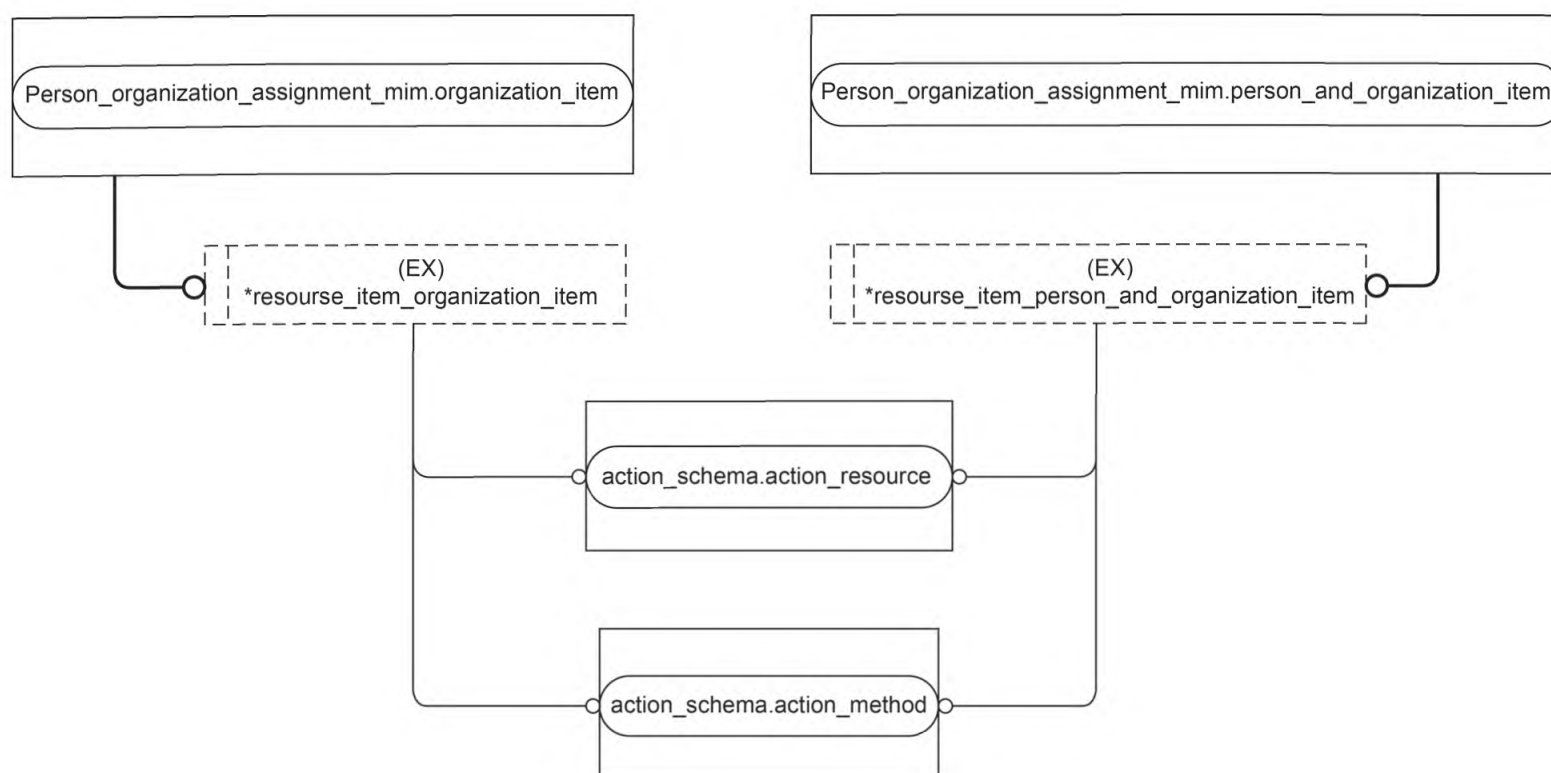 Person_organization_assignment_mim.organization_item
Person_organization_assignment_mim.person_and_organization_item
(EX)
*resourse_item_organization_item
(EX)
*resourse_item_person_and_organization_item
action_schema.action_resource
action_schema.action_method